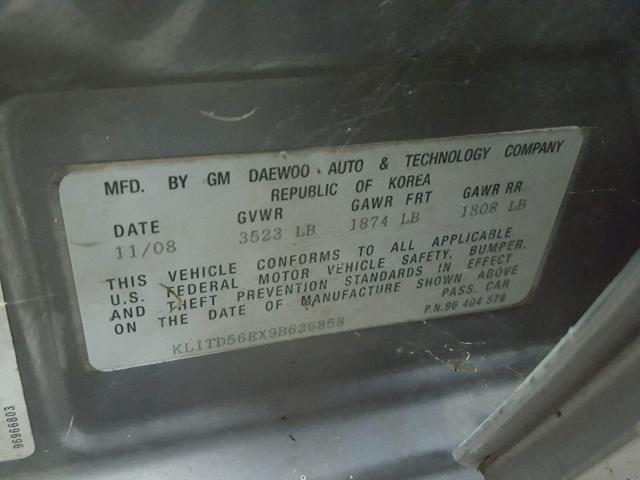 MFD. BY GM DAEWOO AUTO & TECHNOLOGY COMPANY
REPUBLIC OF KOREA
DATE GVWR GAWR FRT GAWR RR
11/08 3523 LB 1874 LB 1808 LB
THIS VEHICLE CONFORMS TO ALL APPLICABLE
U.S. FEDERAL MOTOR VEHICLE SAFETY, BUMPER,
AND THEFT PREVENTION STANDARDS IN EFFECT
ON THE DATE OF MANUFACTURE SHOWN ABOVE
PASS. CAR
KL1TD56EX9B626858 P.N.96 404 578
96966803